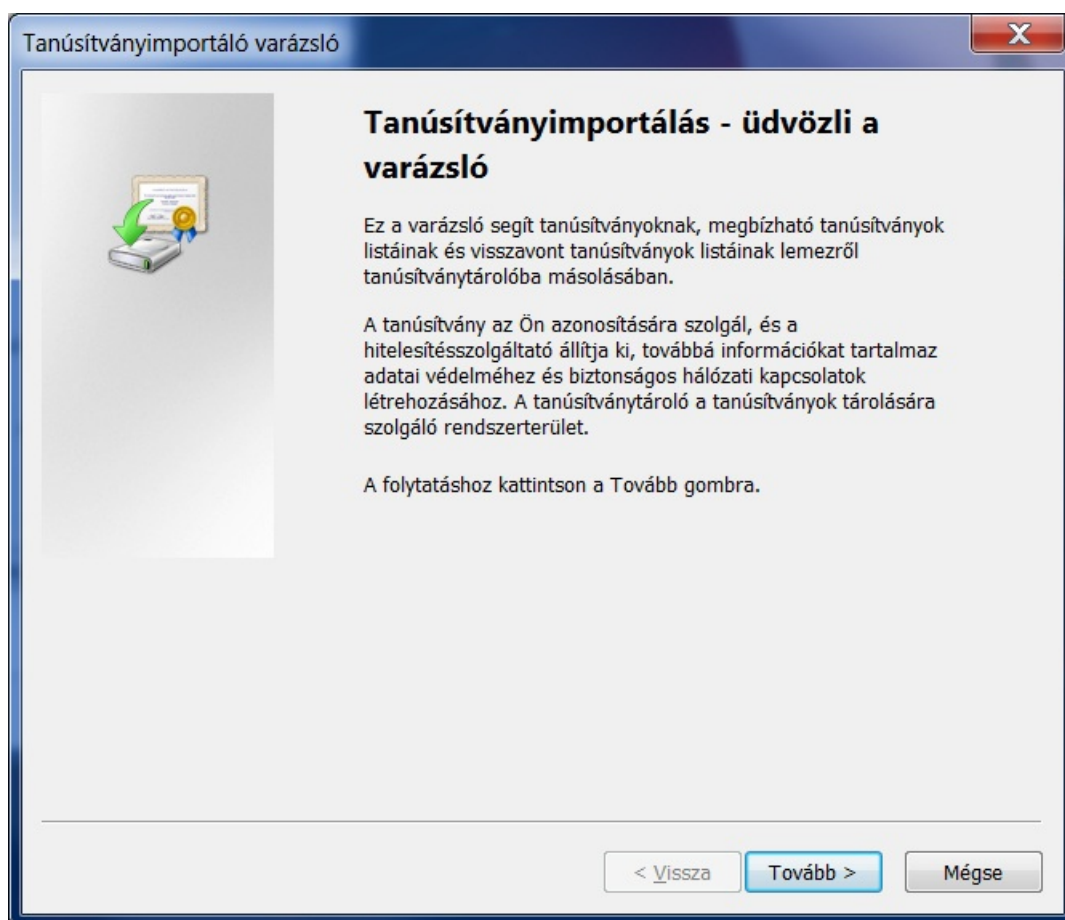 Tanúsítványimportáló varázsló
X
Tanúsítványimportálás - üdvözli a
varázsló
Ez a varázsló segít tanúsítványoknak, megbízható tanúsítványok
listáinak és visszavont tanúsítványok listáinak lemezről
tanúsítványtárolóba másolásában.
A tanúsítvány az Ön azonosítására szolgál, és a
hitelesítésszolgáltató állítja ki, továbbá információkat tartalmaz
adatai védelméhez és biztonságos hálózati kapcsolatok
létrehozásához. A tanúsítványtároló a tanúsítványok tárolására
szolgáló rendszerterület.
A folytatáshoz kattintson a Tovább gombra.
< Vissza Tovább > Mégse